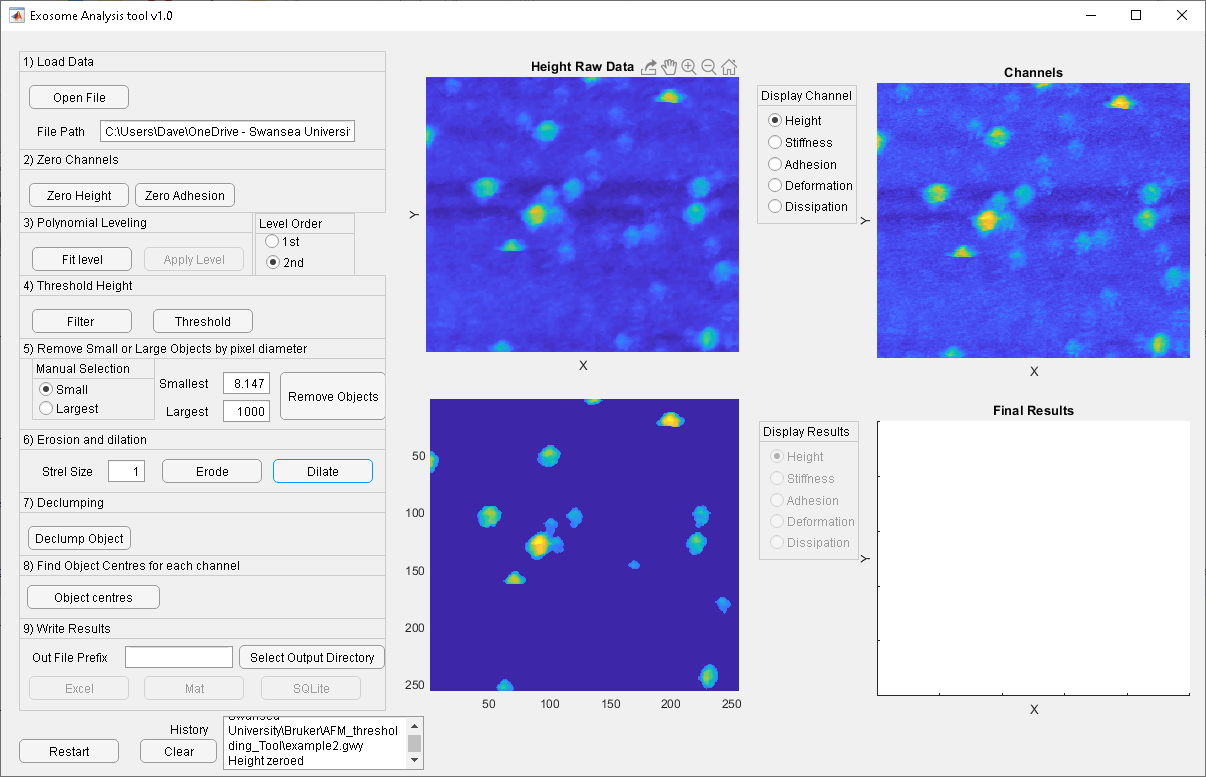 Exosome Analysis tool v1.0
1) Load Data
Open File
File Path C:\Users\Dave\OneDrive - Swansea Universi
2) Zero Channels
Zero Height Zero Adhesion
3) Polynomial Leveling
Level Order
1st
2nd
Fit level Apply Level
4) Threshold Height
Filter Threshold
5) Remove Small or Large Objects by pixel diameter
Manual Selection
Small
Largest
Smallest 8.147
Largest 1000
Remove Objects
6) Erosion and dilation
Strel Size 1 Erode Dilate
7) Declumping
Declump Object
8) Find Object Centres for each channel
Object centres
9) Write Results
Out File Prefix Select Output Directory
Excel Mat SQLite
History
Restart Clear
Swansea
University\Bruker\AFM_threshol
ding_Tool\example2.gwy
Height zeroed
Height Raw Data
Y
X
Display Channel
Height
Stiffness
Adhesion
Deformation
Dissipation
Channels
Y
X
50
100
150
200
250
50 100 150 200 250
Display Results
Height
Stiffness
Adhesion
Deformation
Dissipation
Final Results
Y
X